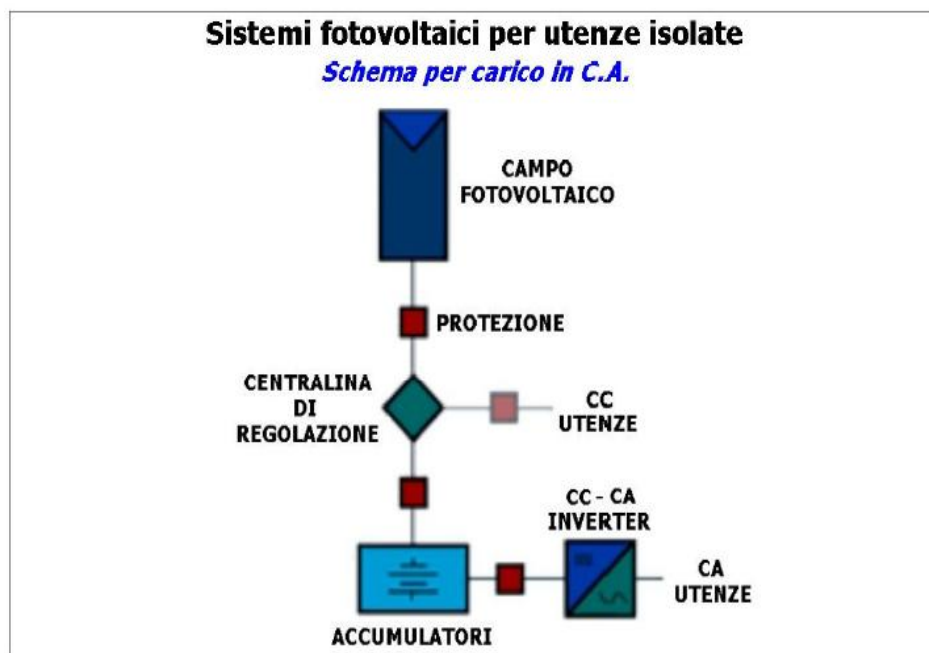 Sistemi fotovoltaici per utenze isolate
Schema per carico in C.A.
CAMPO
FOTOVOLTAICO
PROTEZIONE
CENTRALINA
DI
REGOLAZIONE
CC
UTENZE
CC - CA
INVERTER
CA
UTENZE
ACCUMULATORI